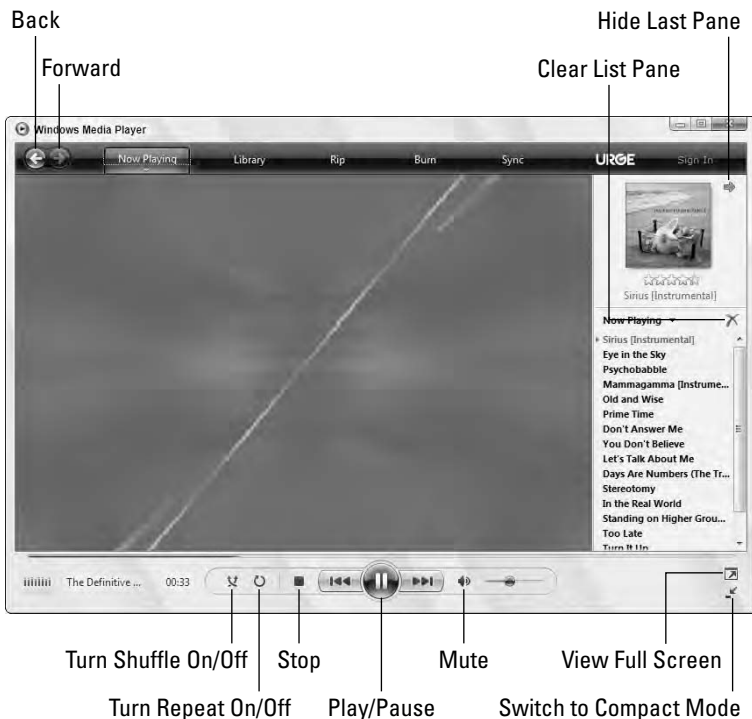 Back
Hide Last Pane
Forward
Clear List Pane
Windows Media Player
Now Playing
Library
Rip
Burn
Sync
URGE
Sign In
Sirius [Instrumental]
Now Playing
Sirius [Instrumental]
Eye in the Sky
Psychobabble
Mammagamma [Instrume...
Old and Wise
Prime Time
Don't Answer Me
You Don't Believe
Let's Talk About Me
Days Are Numbers (The Tr...
Stereotomy
In the Real World
Standing on Higher Grou...
Too Late
Turn It Up
The Definitive ...
00:33
Turn Shuffle On/Off
Stop
Mute
View Full Screen
Turn Repeat On/Off
Play/Pause
Switch to Compact Mode